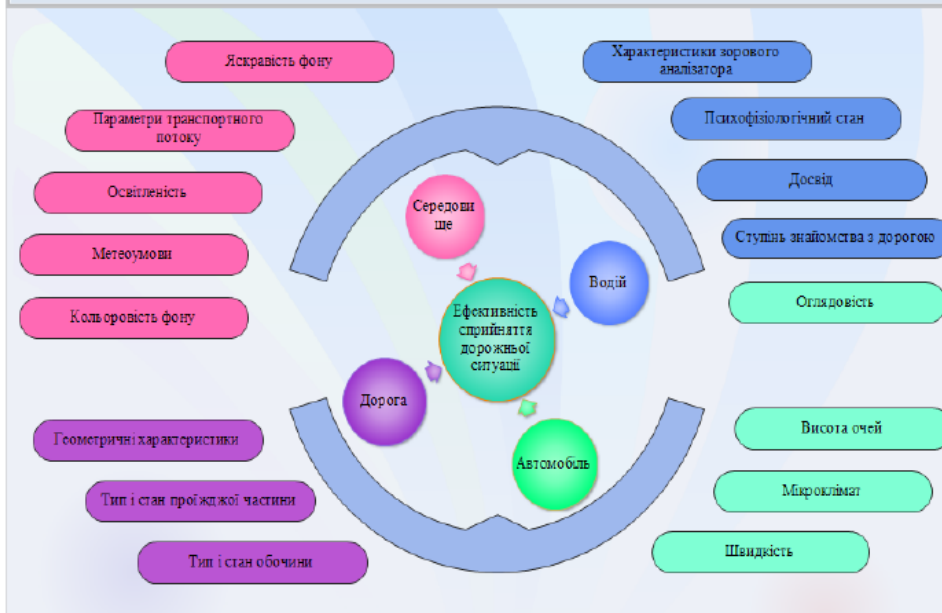 Яскравість фону
Параметри транспортного
потоку
Освітленість
Метеоумови
Кольоровість фону
Характеристики зорового
аналізатора
Психофізіологічний стан
Досвід
Ступінь знайомства з дорогою
Оглядовість
Середови
ще
Водій
Ефективність
сприйняття
дорожньої
ситуації
Дорога
Автомобіль
Геометричні характеристики
Тип і стан проїжджої частини
Тип і стан обочини
Висота очей
Мікроклімат
Швидкість